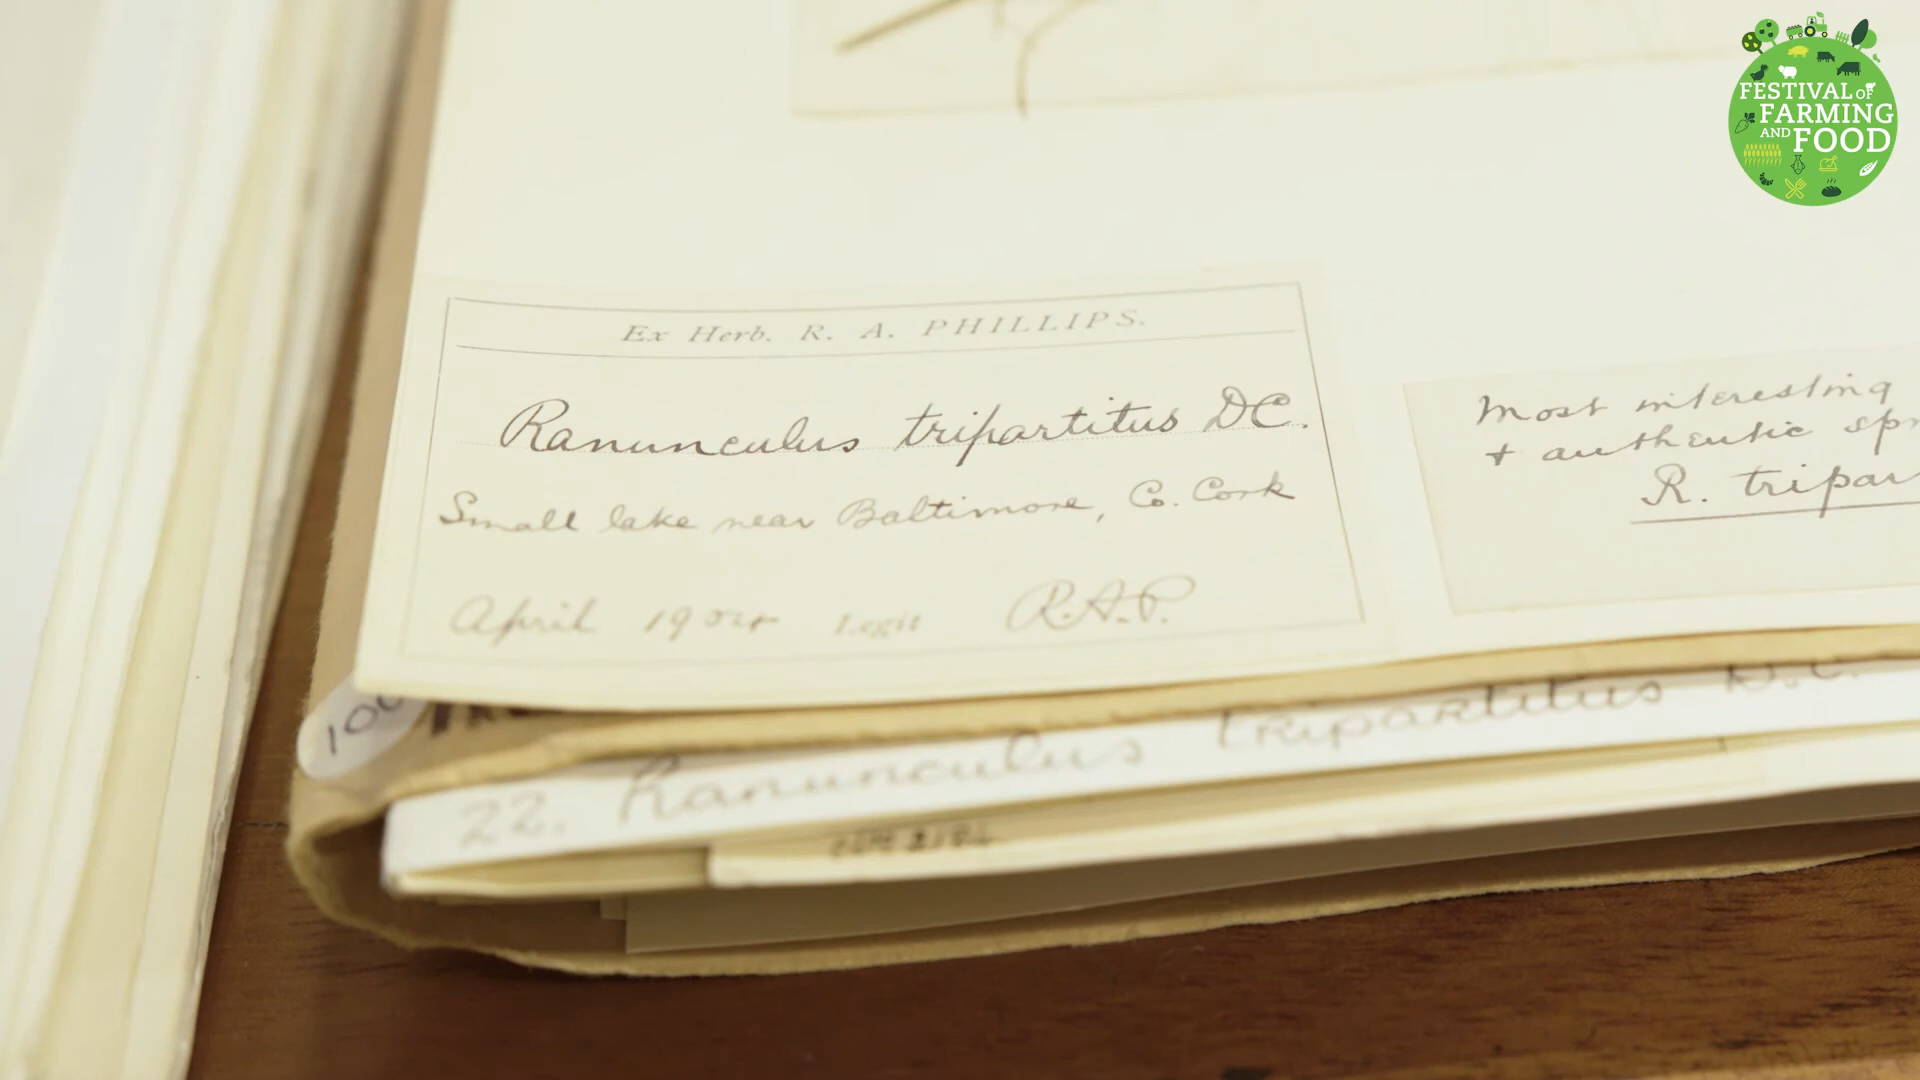 FESTIVAL OF
FARMING
AND FOOD
Ex Herb. R. A. PHILLIPS.
Ranunculus tripartitus DC.
Small lake near Baltimore, Co. Cork
April 1904 Legit R.A.P.
Most interesting
+ authentic
R. tripar
22. Ranunculus tripartitus D.C.